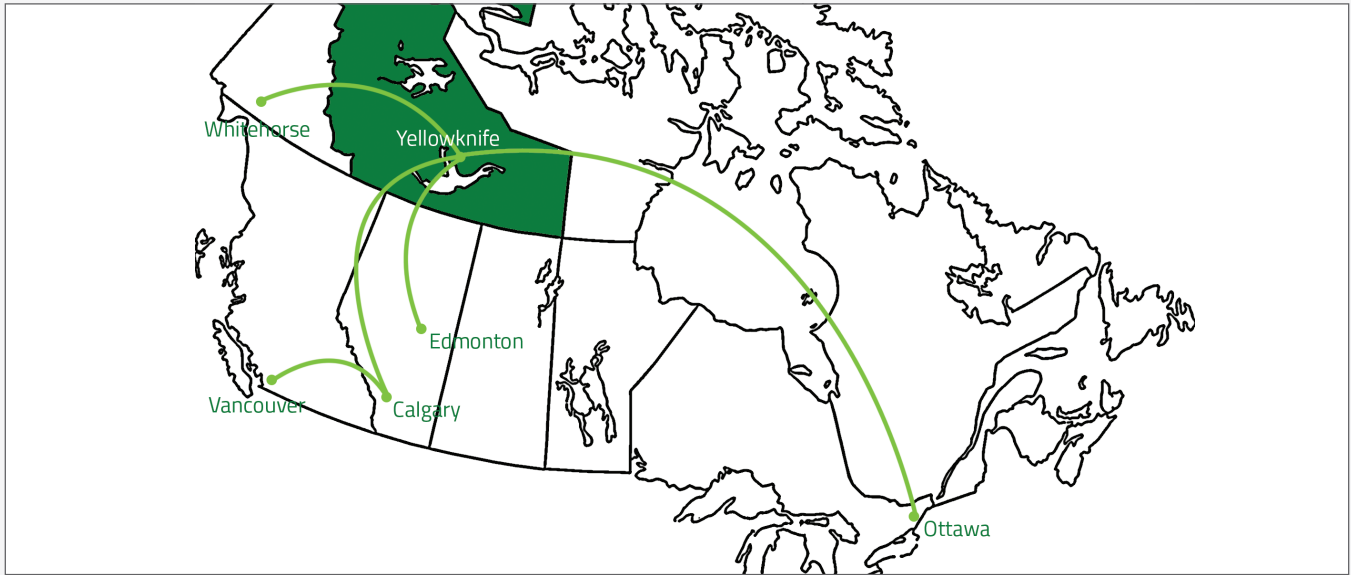 Whitehorse
Yellowknife
Edmonton
Vancouver
Calgary
Ottawa